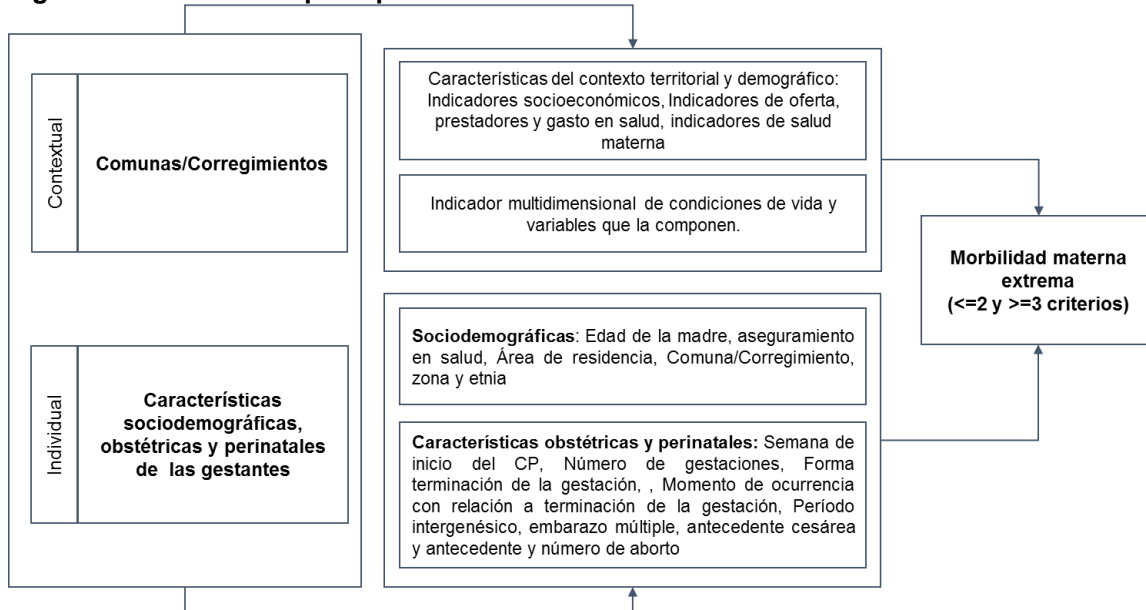 Contextual
Comunas/Corregimientos
Características del contexto territorial y demográfico:
Indicadores socioeconómicos, Indicadores de oferta,
prestadores y gasto en salud, indicadores de salud
materna
Indicador multidimensional de condiciones de vida y
variables que la componen.
Morbilidad materna
extrema
(<=2 y >=3 criterios)
Individual
Características
sociodemográficas,
obstétricas y perinatales
de las gestantes
Sociodemográficas: Edad de la madre, aseguramiento
en salud, Área de residencia, Comuna/Corregimiento,
zona y etnia
Características obstétricas y perinatales: Semana de
inicio del CP, Número de gestaciones, Forma
terminación de la gestación, , Momento de ocurrencia
con relación a terminación de la gestación, Período
intergenésico, embarazo múltiple, antecedente cesárea
y antecedente y número de aborto